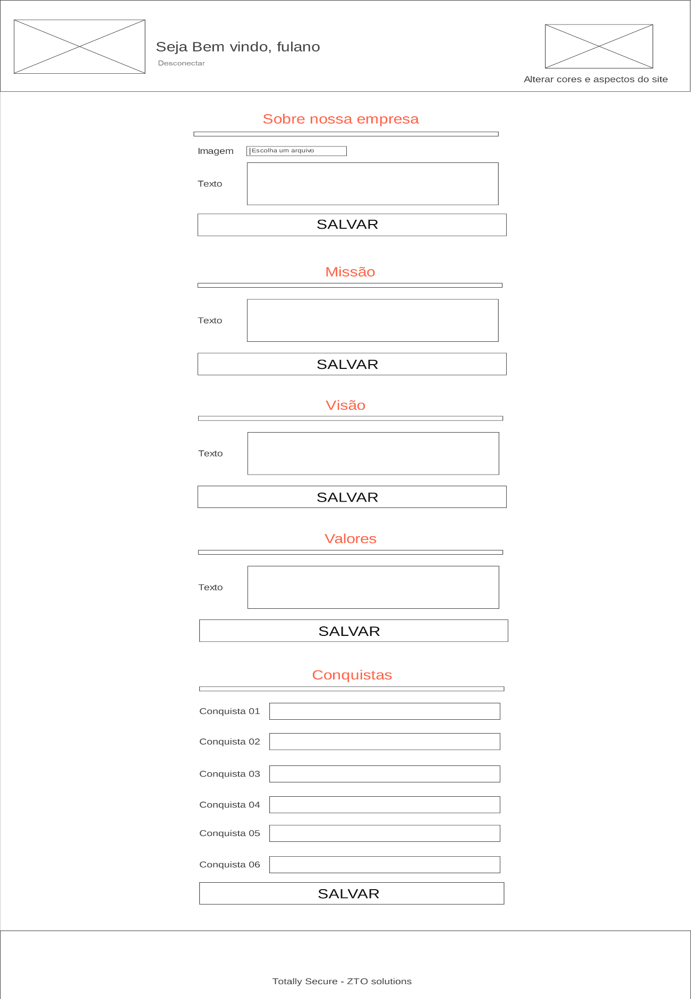 Seja Bem vindo, fulano
Desconectar
Alterar cores e aspectos do site
Sobre nossa empresa
Imagem
Escolha um arquivo
Texto
SALVAR
Missão
Texto
SALVAR
Visão
Texto
SALVAR
Valores
Texto
SALVAR
Conquistas
Conquista 01
Conquista 02
Conquista 03
Conquista 04
Conquista 05
Conquista 06
SALVAR
Totally Secure - ZTO solutions